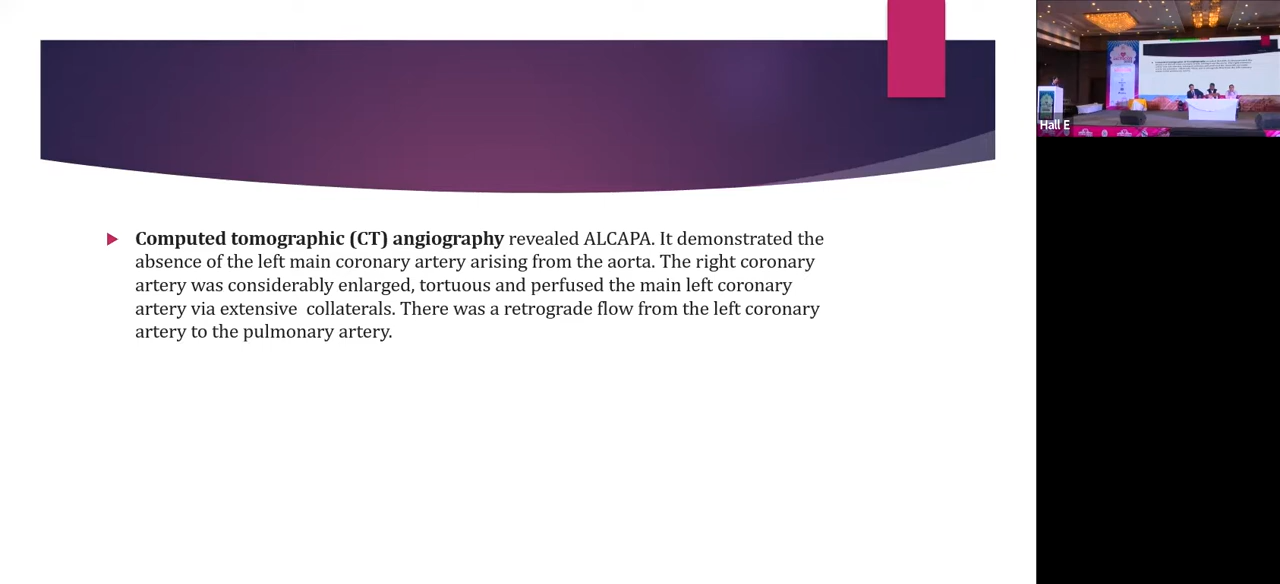 Computed tomographic (CT) angiography revealed ALCAPA. It demonstrated the
absence of the left main coronary artery arising from the aorta. The right coronary
artery was considerably enlarged, tortuous and perfused the main left coronary
artery via extensive  collaterals. There was a retrograde flow from the left coronary
artery to the pulmonary artery.
Hall E